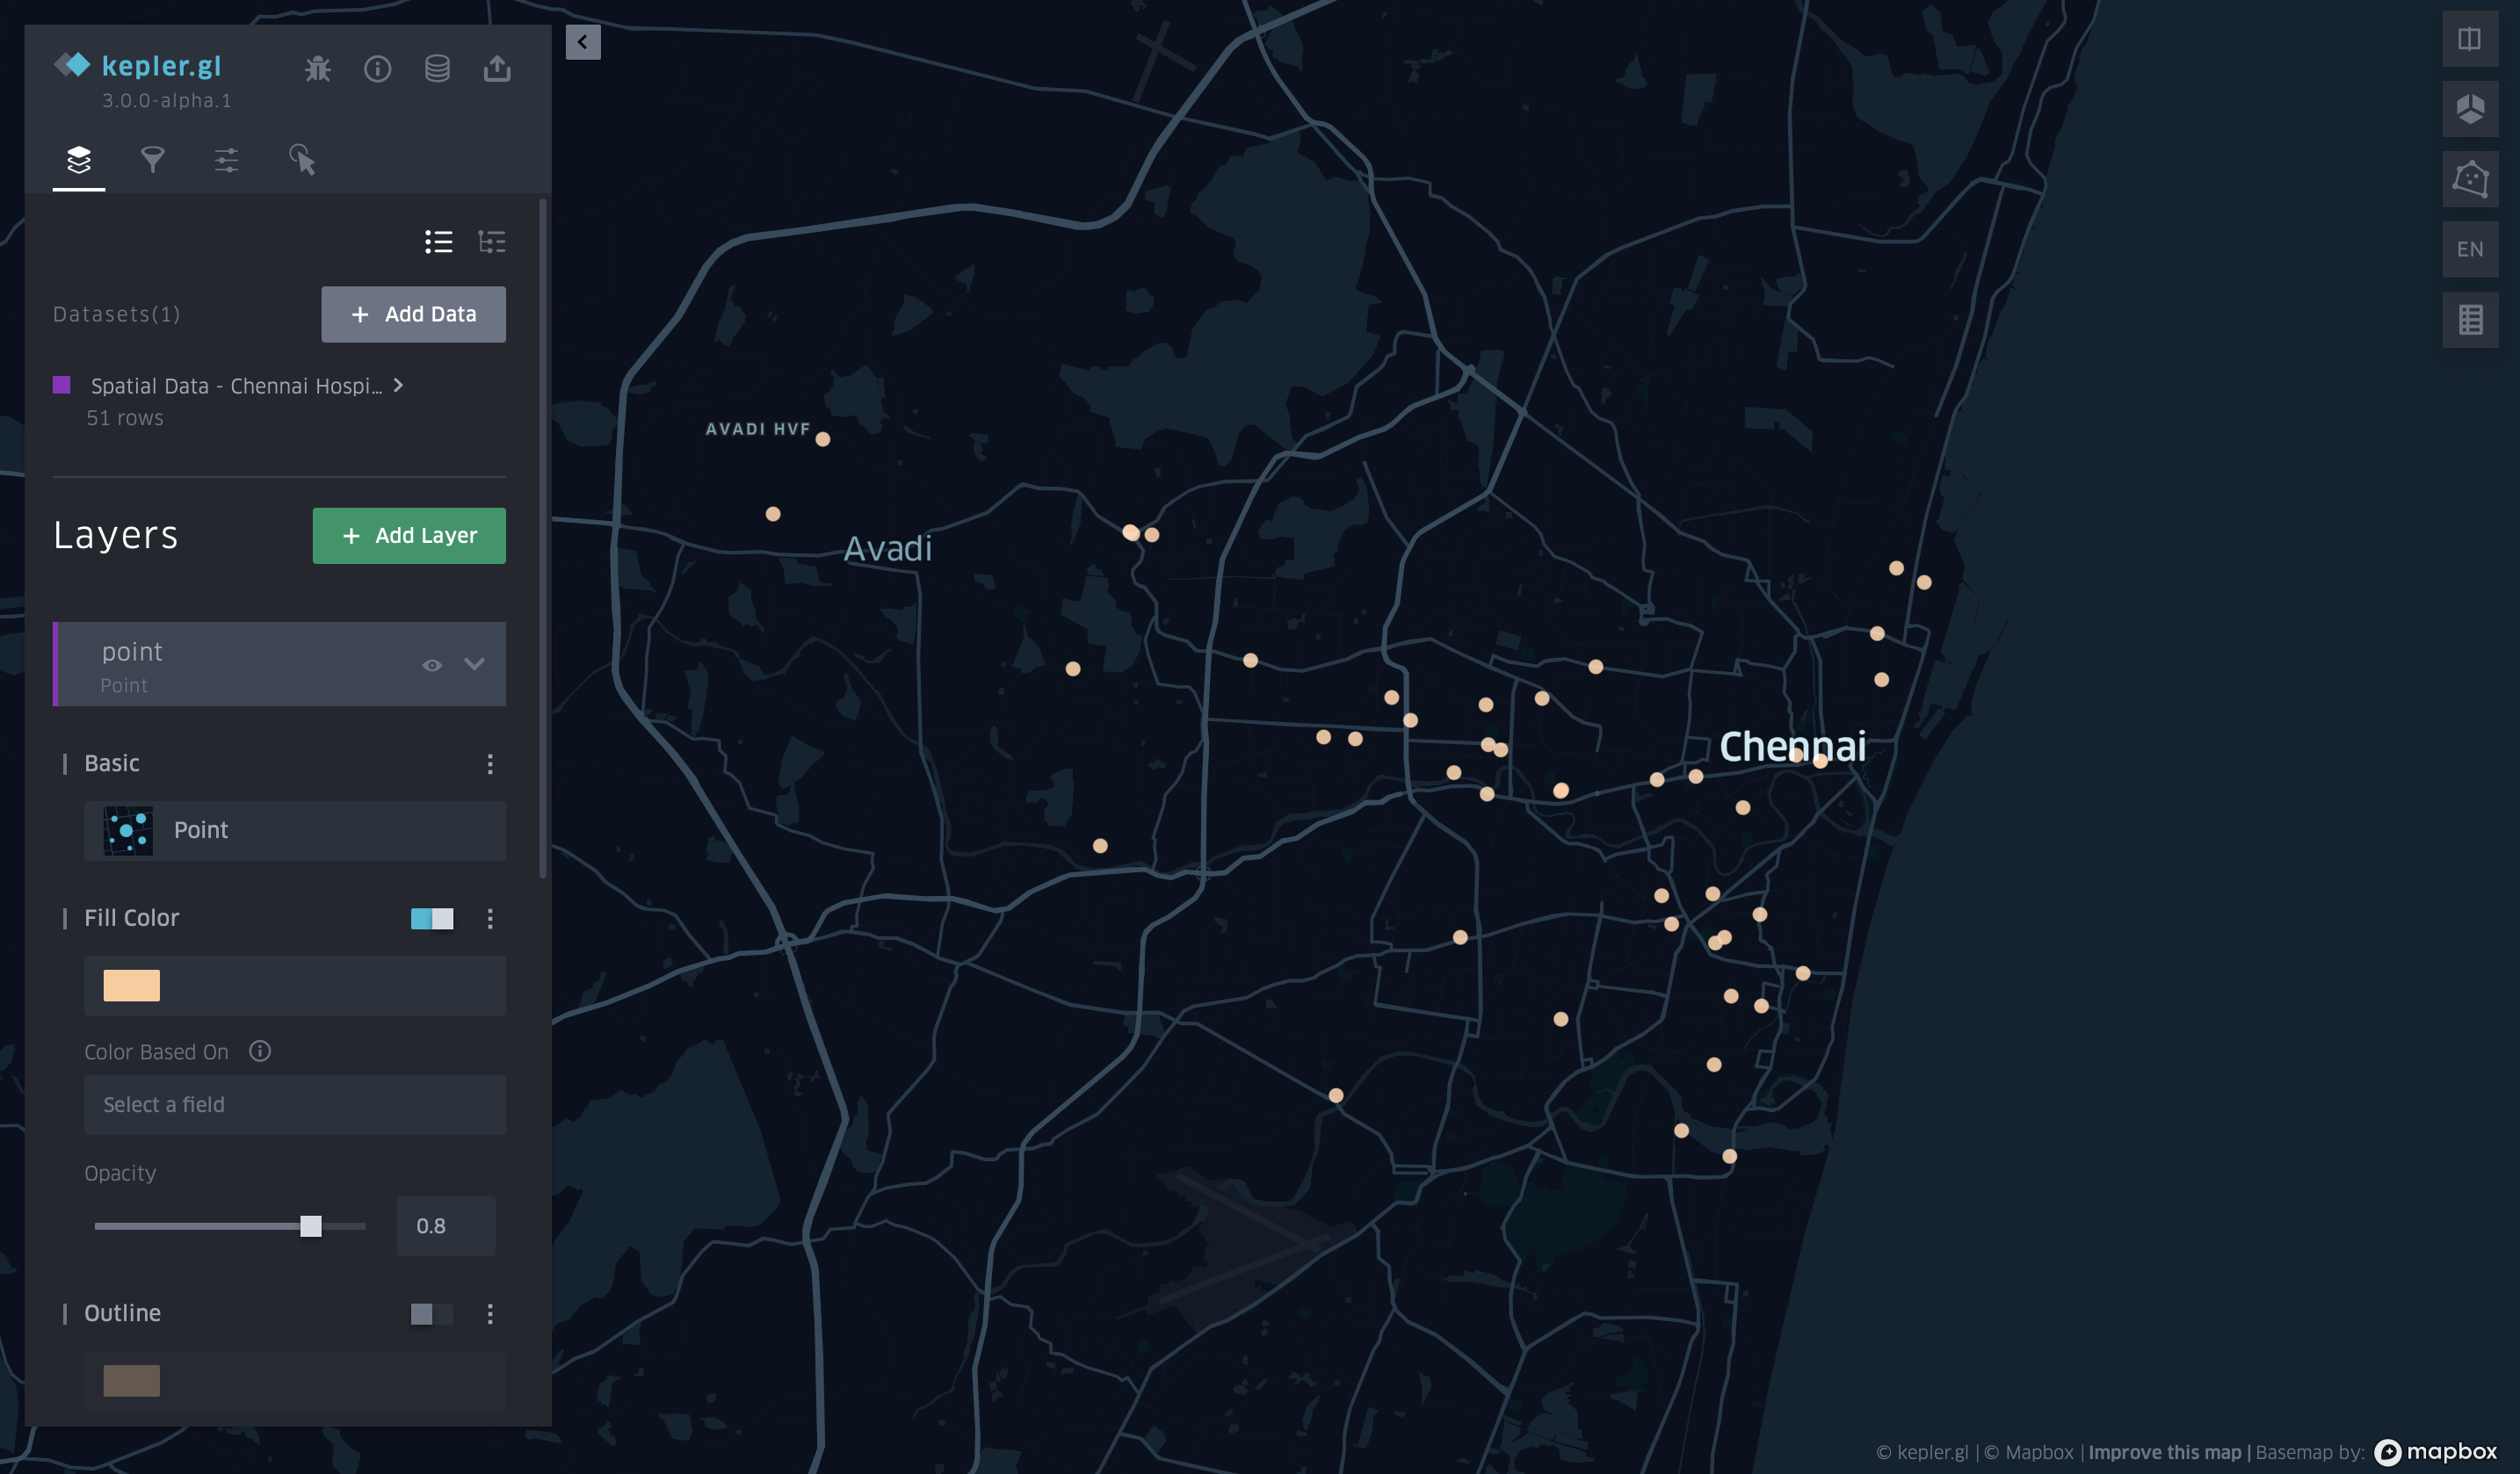 kepler.gl
3.0.0-alpha.1
Datasets(1)
+ Add Data
Spatial Data - Chennai Hospi...
51 rows
Layers
+ Add Layer
point
Point
Basic
Point
Fill Color
Color Based On
Select a field
Opacity
0.8
Outline
AVADI HVF
Avadi
Chennai
EN
© kepler.gl | © Mapbox | Improve this map | Basemap by: mapbox